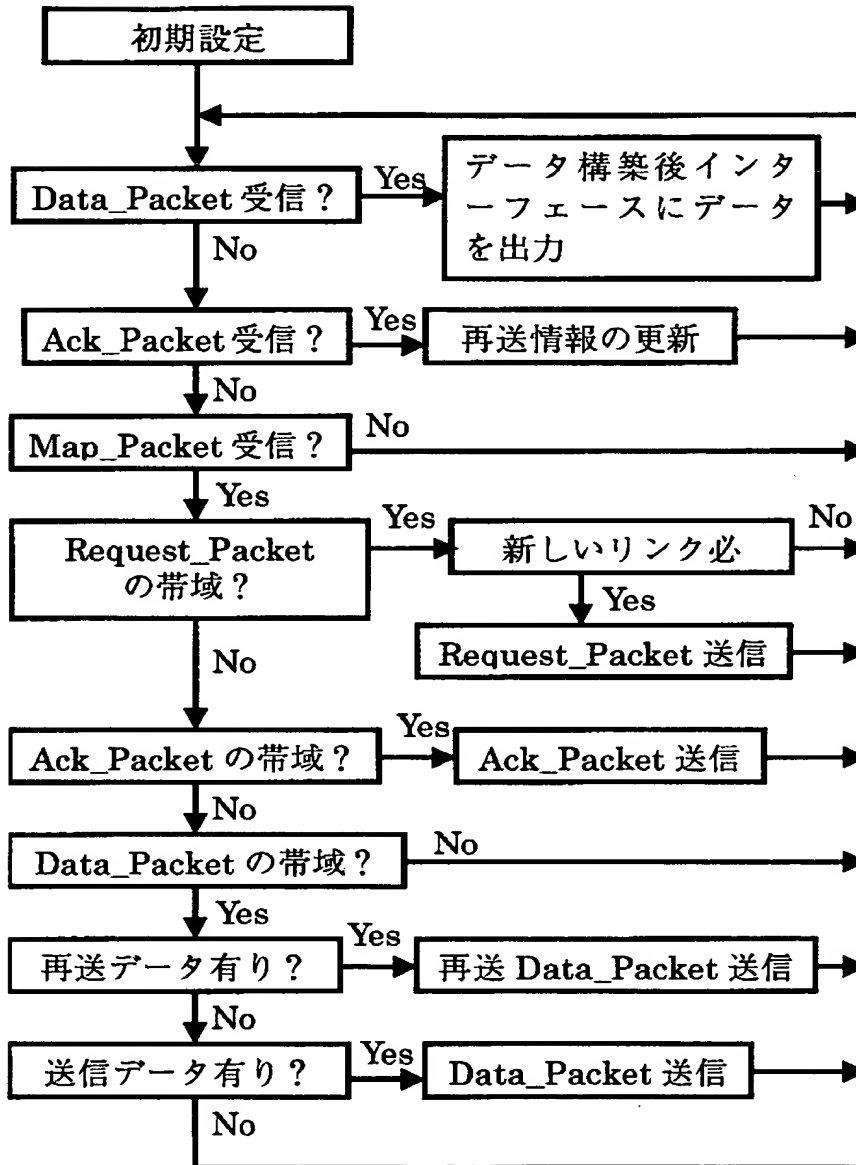 初期設定
Data_Packet 受信？
Yes
データ構築後インタ
ーフェースにデータ
を出力
No
Ack_Packet 受信？
Yes
再送情報の更新
No
Map_Packet 受信？
No
Yes
Request_Packet
の帯域？
Yes
新しいリンク必
No
Yes
Request_Packet 送信
No
Ack_Packet の帯域？
Yes
Ack_Packet 送信
No
Data_Packet の帯域？
No
Yes
再送データ有り？
Yes
再送 Data_Packet 送信
No
送信データ有り？
Yes
Data_Packet 送信
No